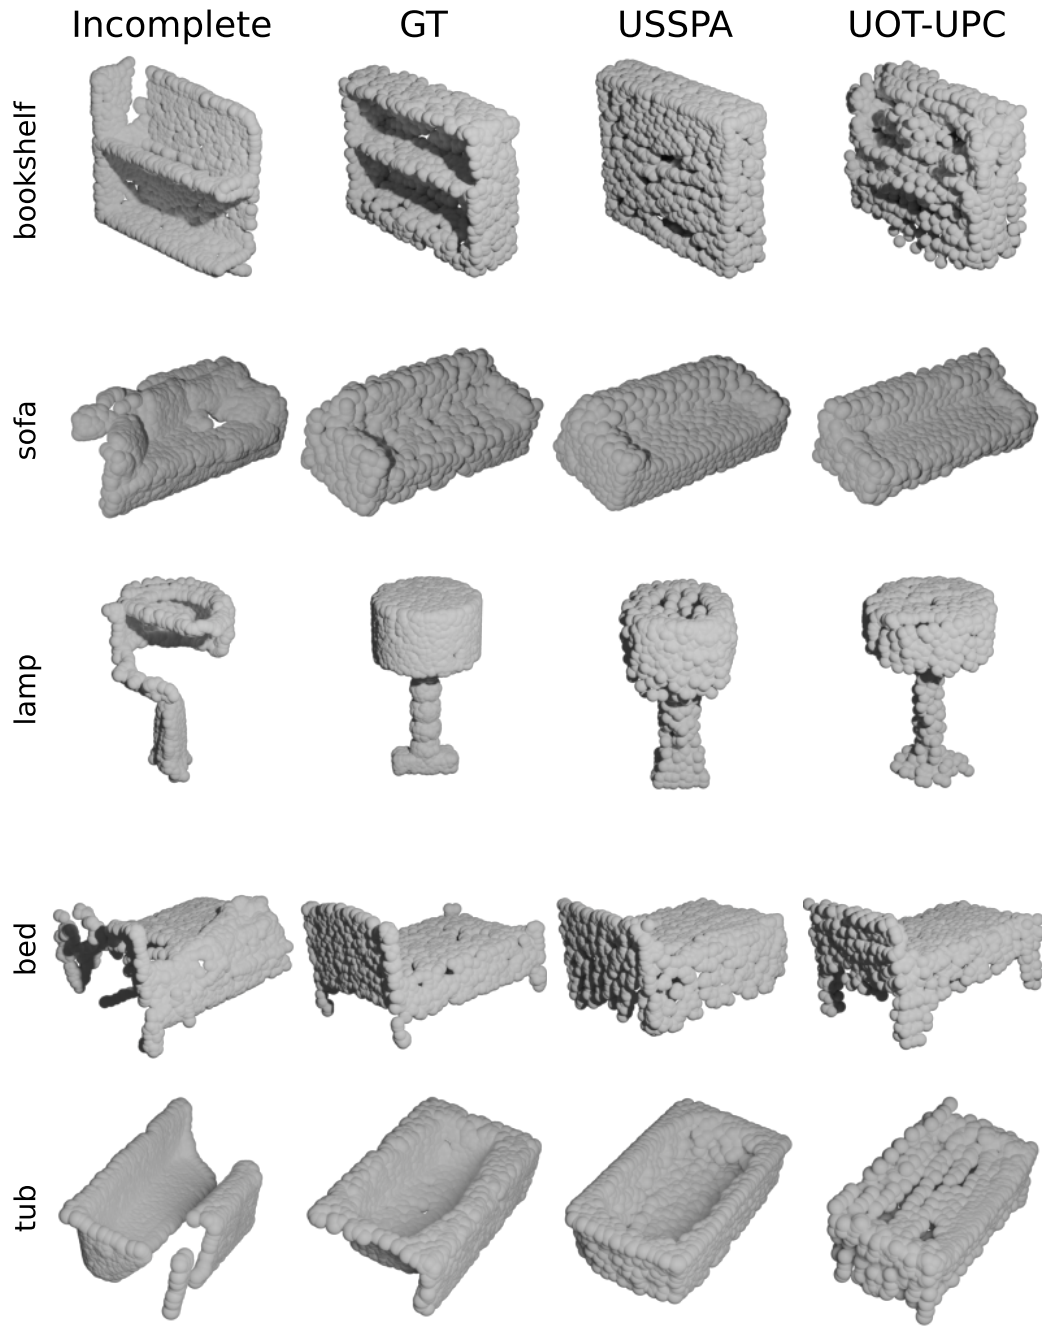 Incomplete GT USSPA UOT-UPC
bookshelf
sofa
lamp
bed
tub